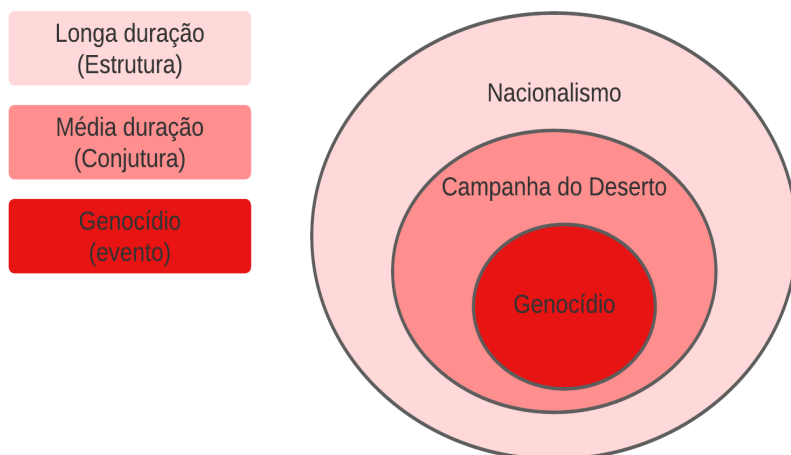 Longa duração
(Estrutura)
Média duração
(Conjutura)
Genocídio
(evento)
Nacionalismo
Campanha do Deserto
Genocídio